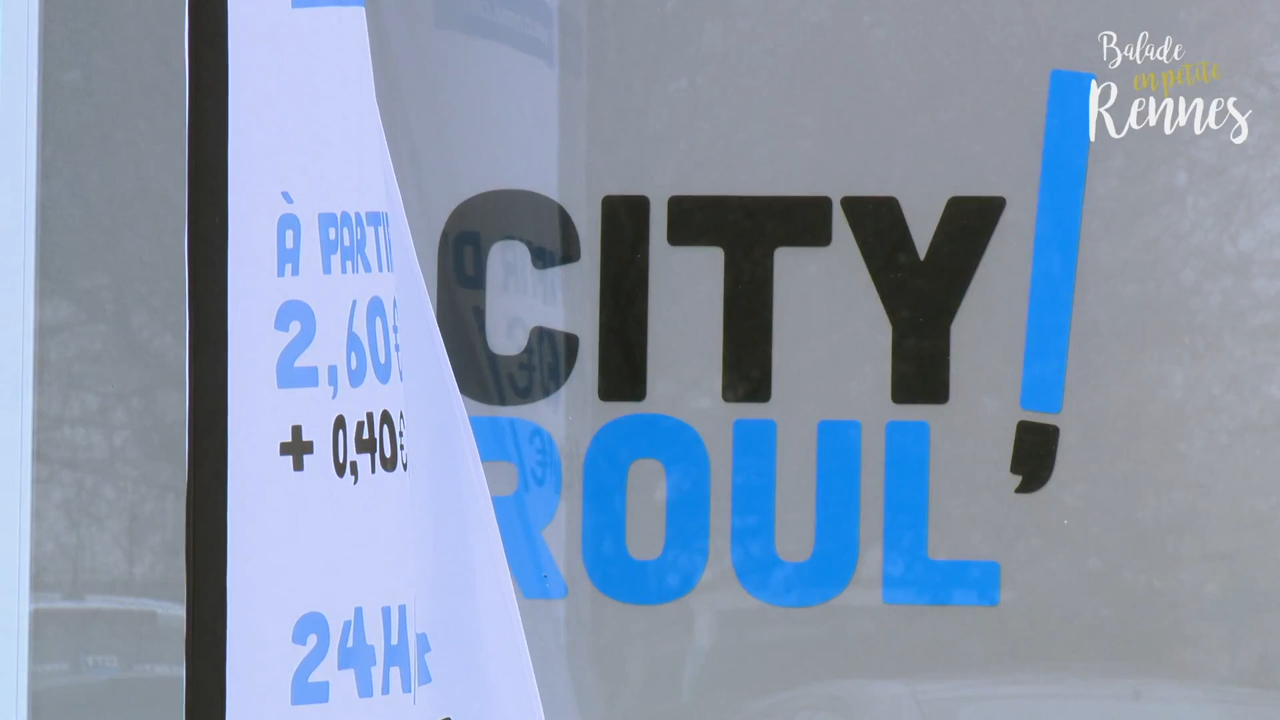 Balade
en petite
Rennes
À PARTI
2,60€
+ 0,40€
24H/
CITY
ROUL'